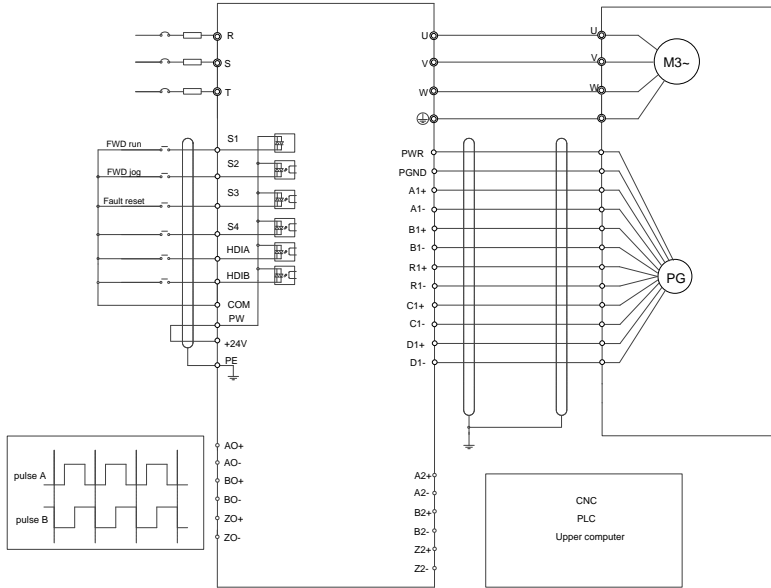 R
S
T
FWD run
FWD jog
Fault reset
S1
S2
S3
S4
HDIA
HDIB
COM
PW
+24V
PE
AO+
AO-
BO+
BO-
ZO+
ZO-
pulse A
pulse B
U
V
W
PWR
PGND
A1+
A1-
B1+
B1-
R1+
R1-
C1+
C1-
D1+
D1-
A2+
A2-
B2+
B2-
Z2+
Z2-
U
V
W
M3~
PG
CNC
PLC
Upper computer